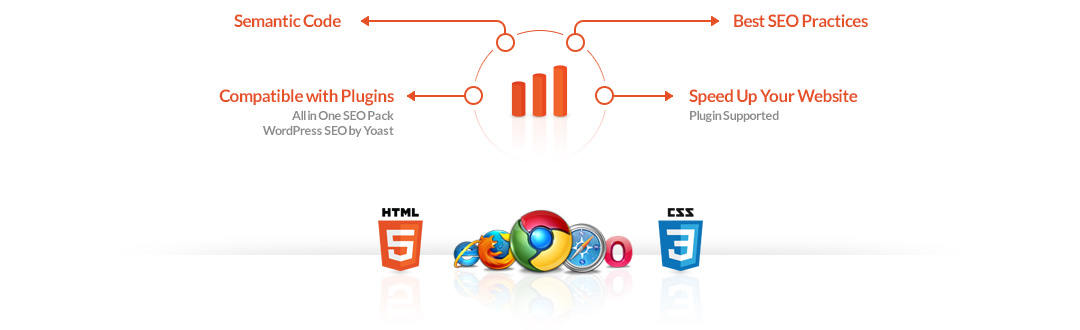 Semantic Code
Best SEO Practices
Compatible with Plugins
All in One SEO Pack
WordPress SEO by Yoast
Speed Up Your Website
Plugin Supported
HTML
5
CSS
3